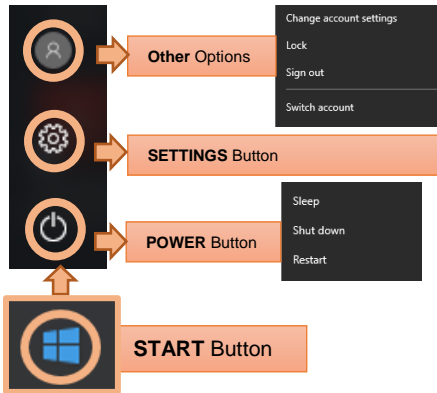 Change account settings
Other Options
Lock
Sign out
Switch account
SETTINGS Button
Sleep
POWER Button
Shut down
Restart
START Button